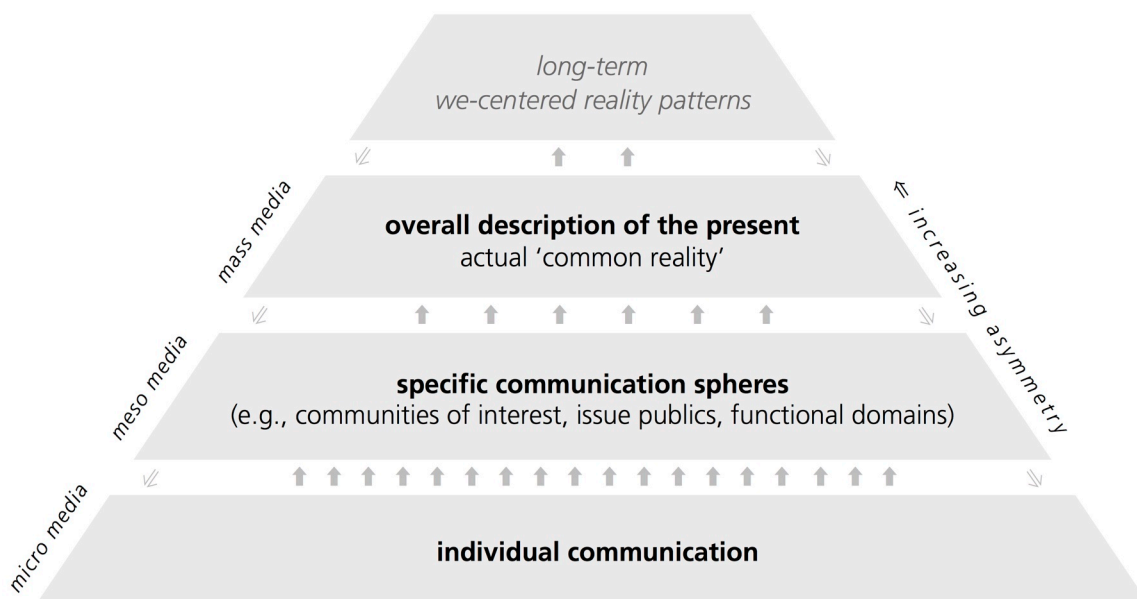 long-term
we-centered reality patterns
overall description of the present
actual ‘common reality’
mass media
⇐ increasing asymmetry
specific communication spheres
(e.g., communities of interest, issue publics, functional domains)
meso media
individual communication
micro media